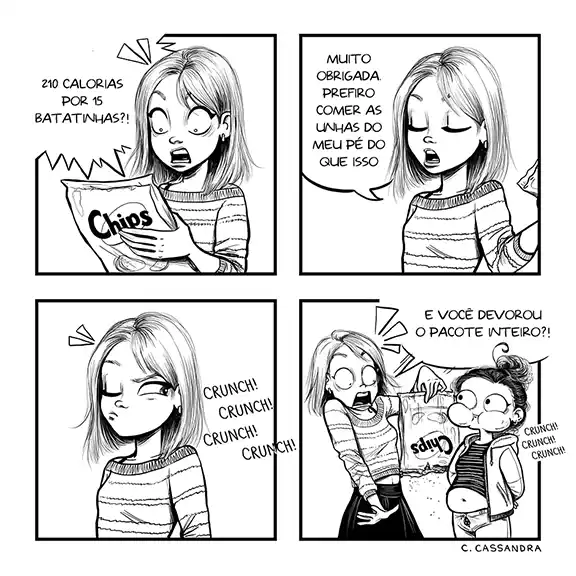 210 CALORIAS
POR 15
BATATINHAS?!
Chips
MUITO
OBRIGADA.
PREFIRO
COMER AS
UNHAS DO
MEU PÉ DO
QUE ISSO
CRUNCH!
CRUNCH!
CRUNCH!
CRUNCH!
E VOCÊ DEVOROU
O PACOTE INTEIRO?!
Chips
CRUNCH!
CRUNCH!
CRUNCH!
C. CASSANDRA